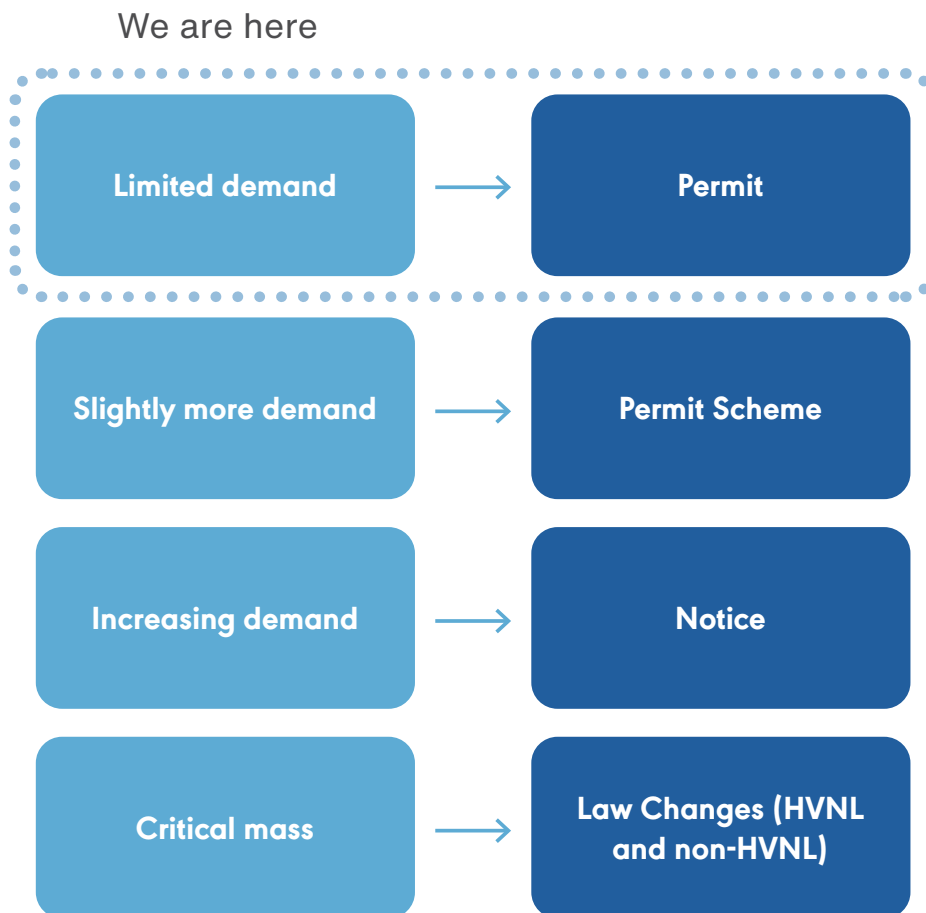 We are here
Limited demand
Permit
Slightly more demand
Permit Scheme
Increasing demand
Notice
Critical mass
Law Changes (HVNL
and non-HVNL)